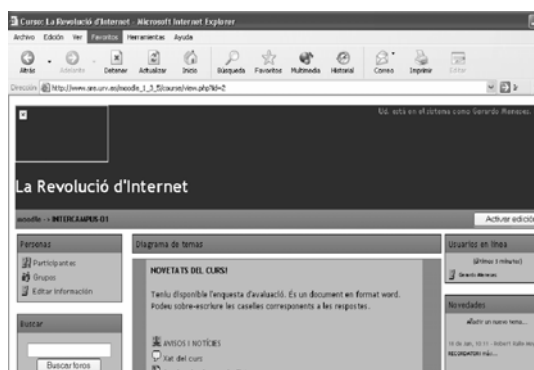 Curso: La Revolució d'Internet - Microsoft Internet Explorer
Archivo Edición Ver Favoritos Herramientas Ayuda
Atrás Adelante Detener Actualizar Inicio Búsqueda Favoritos Multimedia Historial Correo Imprimir Editar
Dirección http://www.sre.urv.es/moodle_1_3_5/course/view.php?id=2 Ir
Ud. está en el sistema como Gerardo Meneses.
La Revolució d'Internet
moodle -> INTERCAMPUS-01
Activar edició
Personas
Participantes
Grupos
Editar información
Buscar
Buscar foros
Diagrama de temas
NOVETATS DEL CURS!
Teniu disponible l'enquesta d'avaluació. És un document en format word.
Podeu sobre-escriure les caselles corresponents a les respostes.
AVISOS I NOTÍCIES
Xat del curs
Usuarios en línea
(Últimos 5 minutos)
Gerardo Meneses
Novedades
Añadir un nuevo tema...
más...